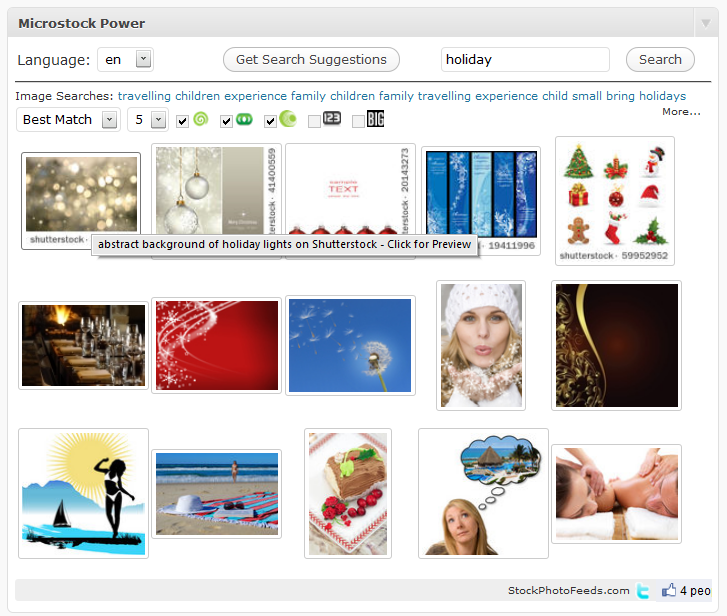 Microstock Power
Language: en Get Search Suggestions holiday Search
Image Searches: travelling children experience family children family travelling experience child small bring holidays
More...
Best Match 5 123 BIG
shutterstock ·
Merry Christmas
shutterstock · 41400559
SAMPLE
TEXT
shutterstock · 20143273
19411996
shutterstock · 59952952
abstract background of holiday lights on Shutterstock - Click for Preview
StockPhotoFeeds.com 4 peo